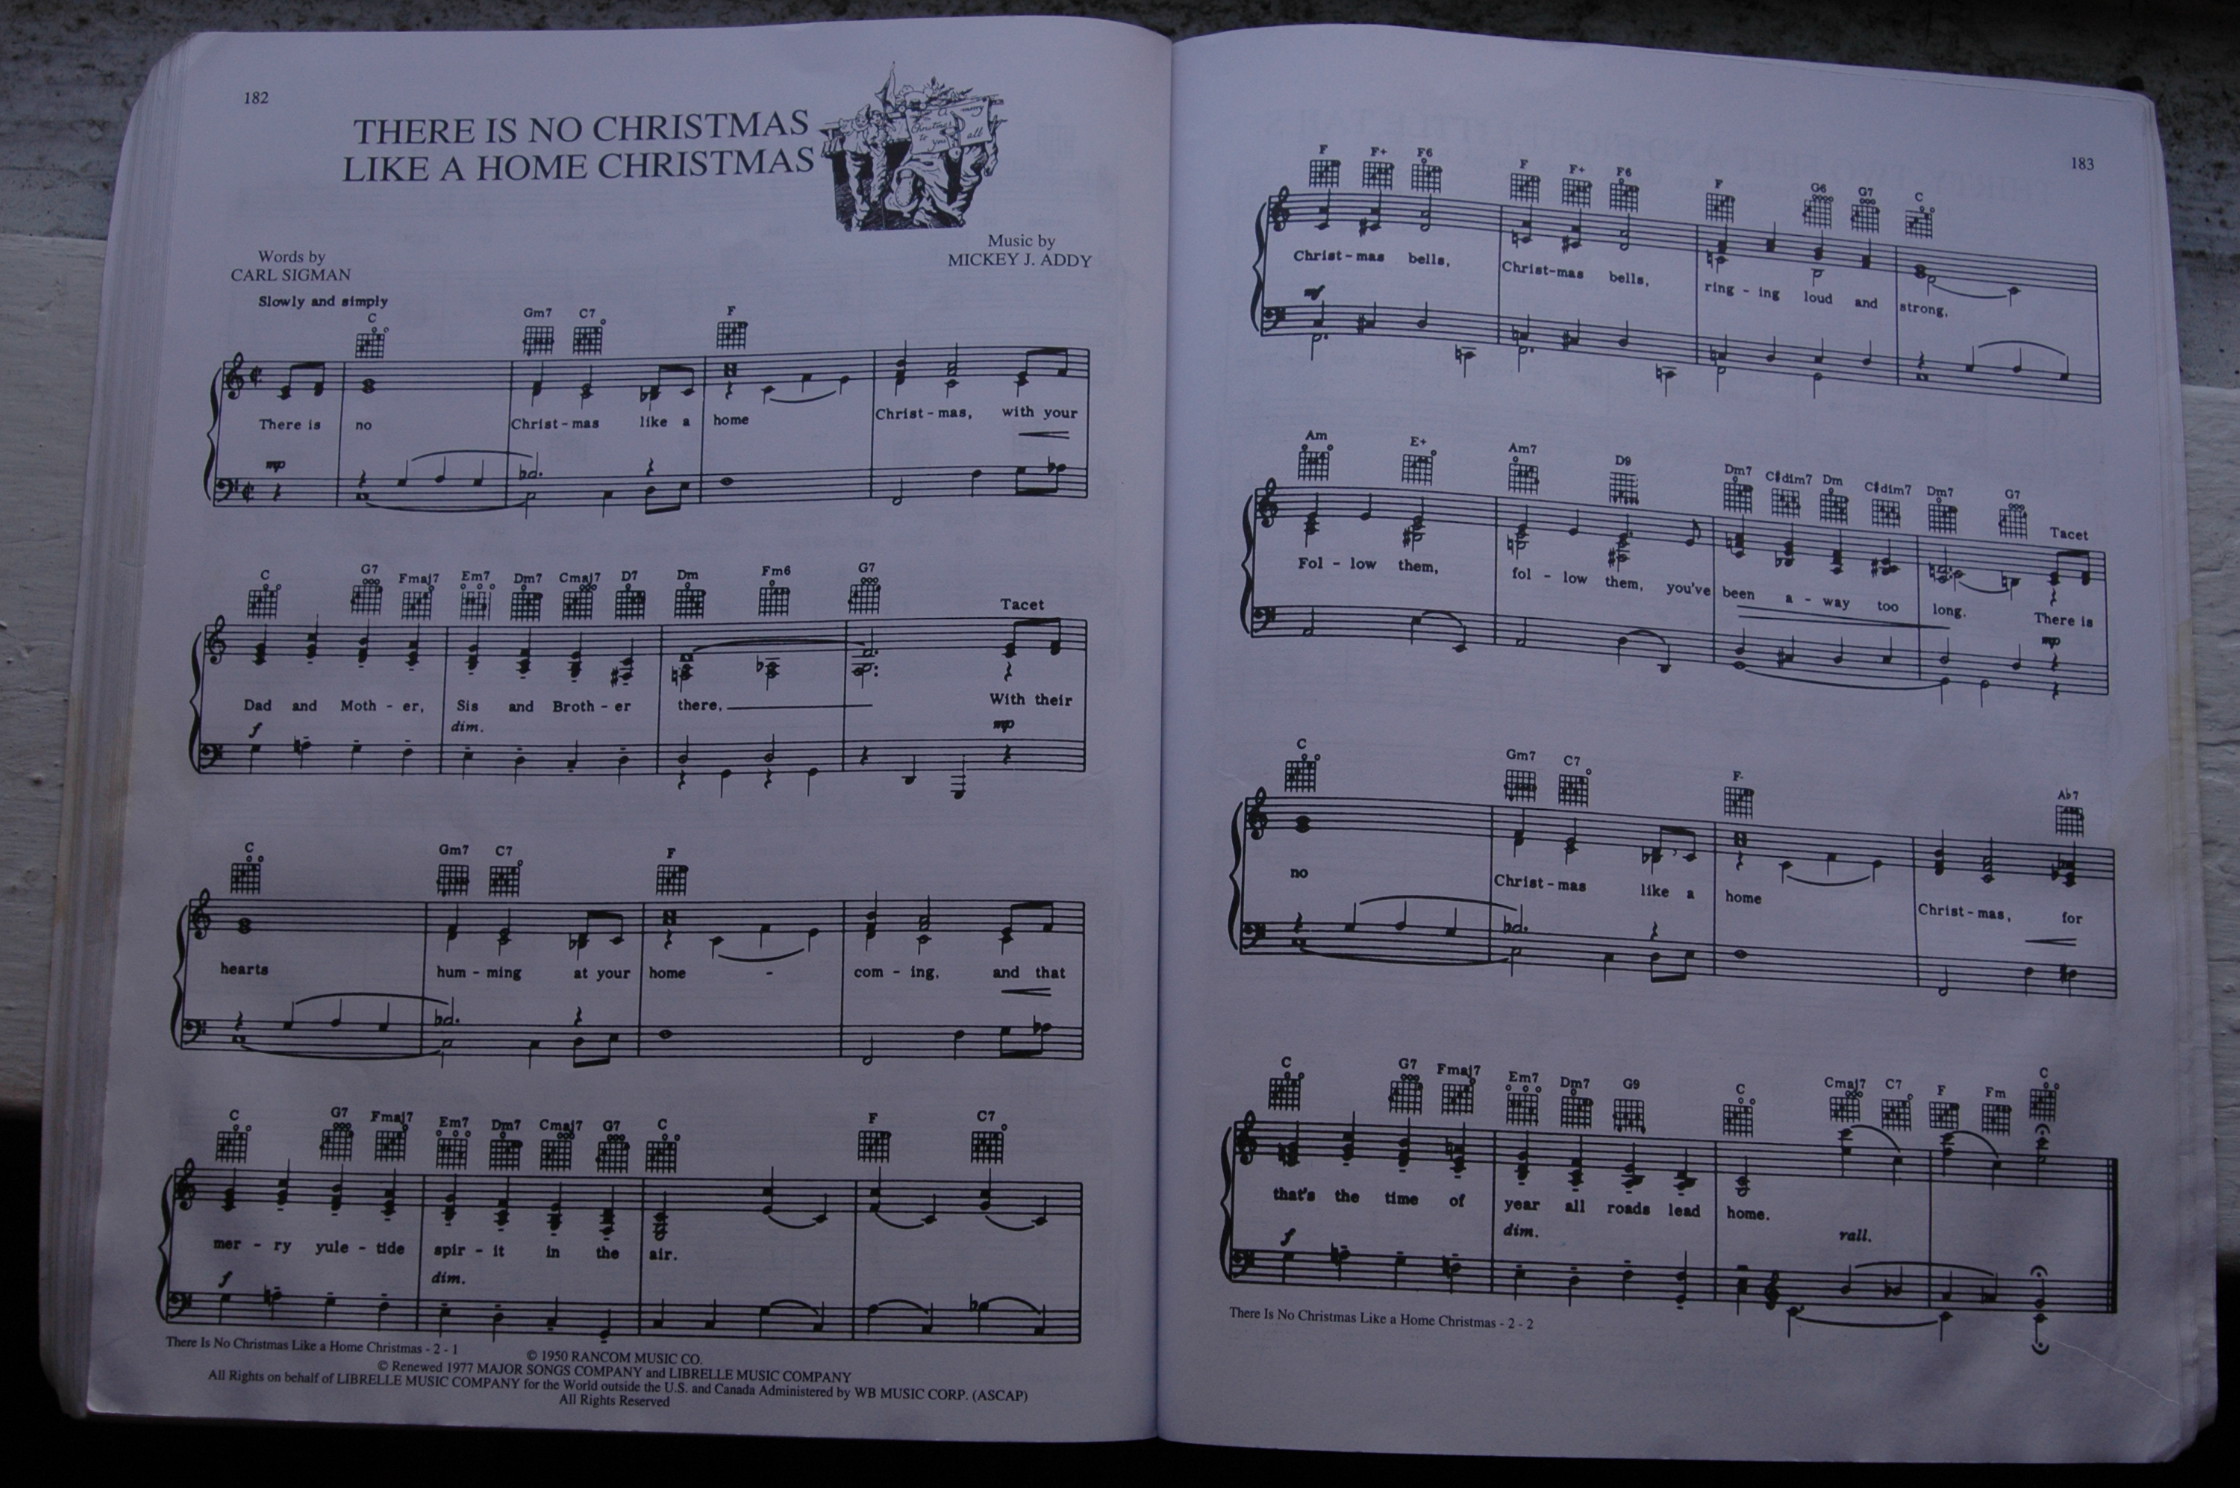 182
THERE IS NO CHRISTMAS
LIKE A HOME CHRISTMAS
Words by
CARL SIGMAN
Music by
MICKEY J. ADDY
Slowly and simply
C Gm7 C7 F
There is no Christ - mas like a home Christ - mas, with your
mp
Tacet
C G7 Fmaj7 Em7 Dm7 Cmaj7 D7 Dm Fm6 G7
Dad and Moth - er, Sis and Broth - er there, With their
f dim. mp
C Gm7 C7 F
hearts hum - ming at your home - com - ing, and that
C G7 Fmaj7 Em7 Dm7 Cmaj7 G7 C F C7
mer - ry yule - tide spir - it in the air.
f dim.
There Is No Christmas Like a Home Christmas - 2 - 1
© 1950 RANCOM MUSIC CO.
© Renewed 1977 MAJOR SONGS COMPANY and LIBRELLE MUSIC COMPANY
All Rights on behalf of LIBRELLE MUSIC COMPANY for the World outside the U.S. and Canada Administered by WB MUSIC CORP. (ASCAP)
All Rights Reserved
183
F F+ F6 F F+ F6 F G6 G7 C
Christ - mas bells, Christ - mas bells, ring - ing loud and strong,
mf
Am E+ Am7 D9 Dm7 C♯dim7 Dm C♯dim7 Dm7 G7 Tacet
Fol - low them, fol - low them, you've been a - way too long. There is
mp
C Gm7 C7 F A♭7
no Christ - mas like a home Christ - mas, for
C G7 Fmaj7 Em7 Dm7 G9 C Cmaj7 C7 F Fm C
that's the time of year all roads lead home.
f dim. rall.
There Is No Christmas Like a Home Christmas - 2 - 2